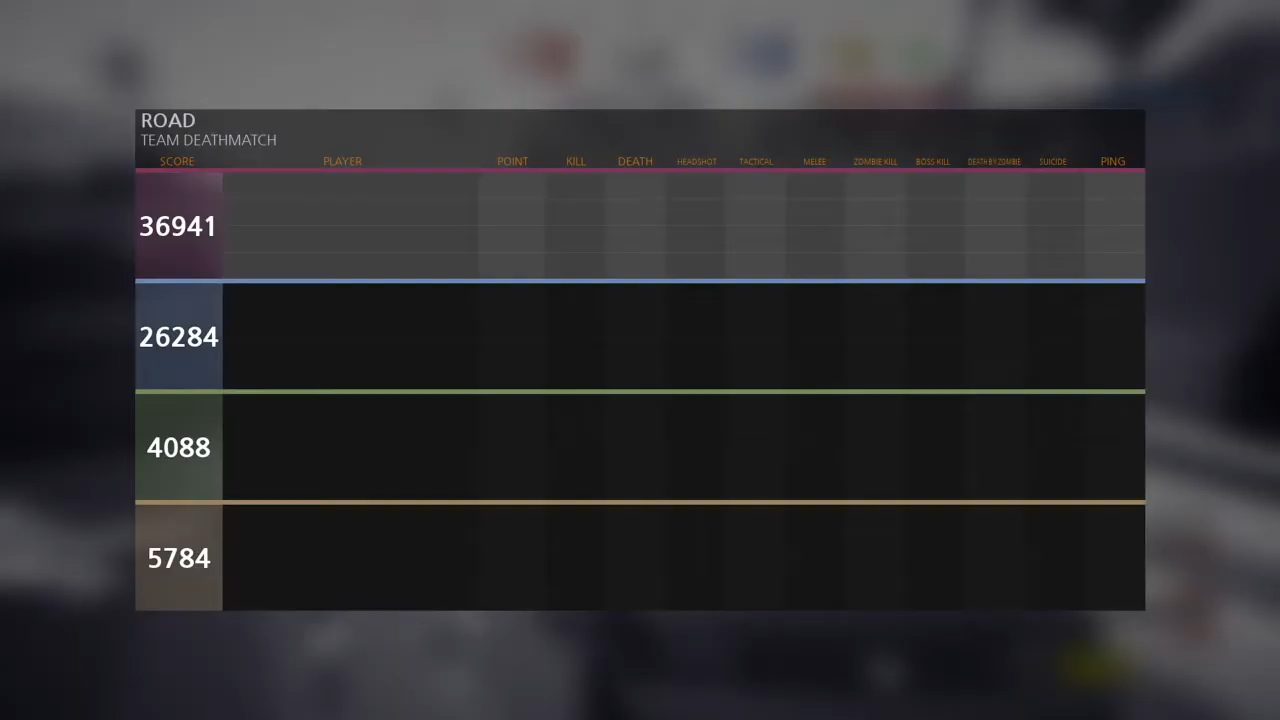 ROAD
TEAM DEATHMATCH
SCORE PLAYER POINT KILL DEATH HEADSHOT TACTICAL MELEE ZOMBIE KILL BOSS KILL DEATH BY ZOMBIE SUICIDE PING
36941
26284
4088
5784